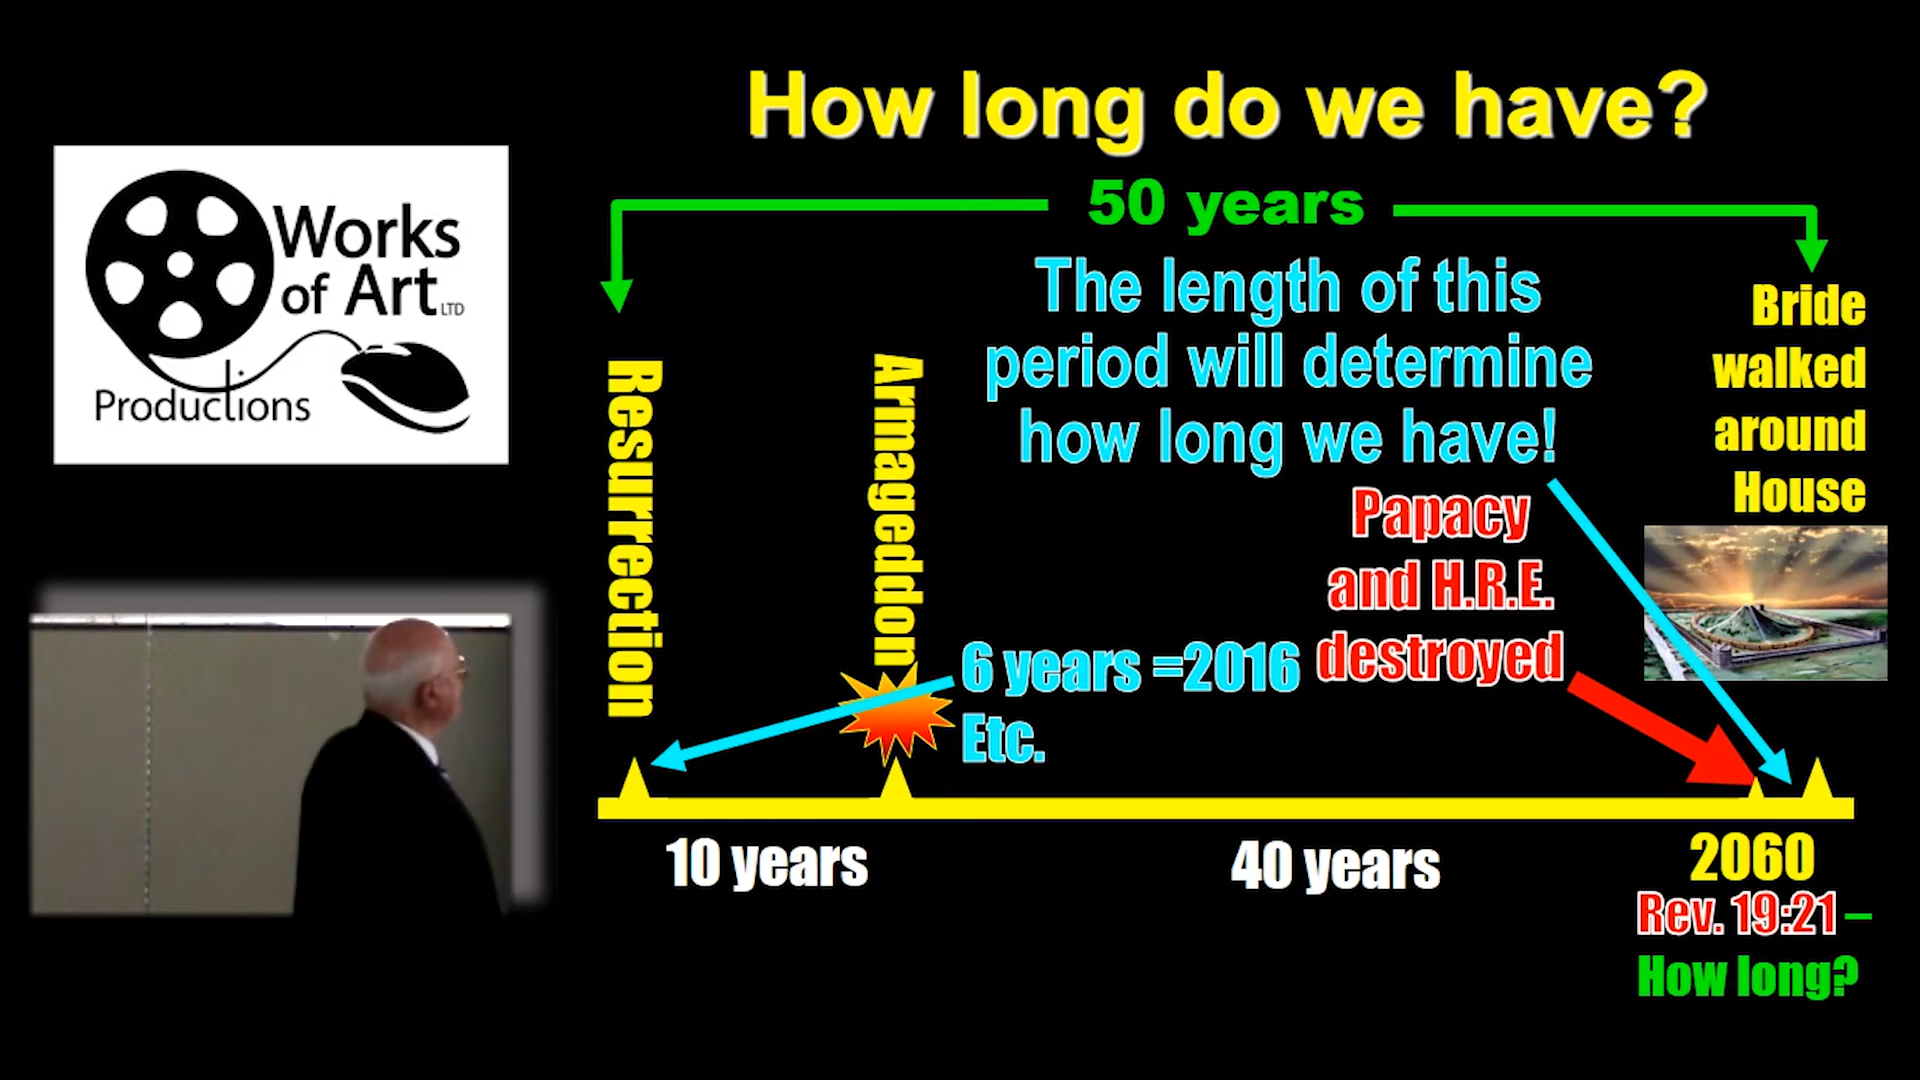 How long do we have?
50 years
Works
of Art LTD
Productions
The length of this
period will determine
how long we have!
Bride
walked
around
House
Resurrection
Armageddon
Papacy
and H.R.E.
destroyed
6 years =2016
Etc.
10 years
40 years
2060
Rev. 19:21 –
How long?